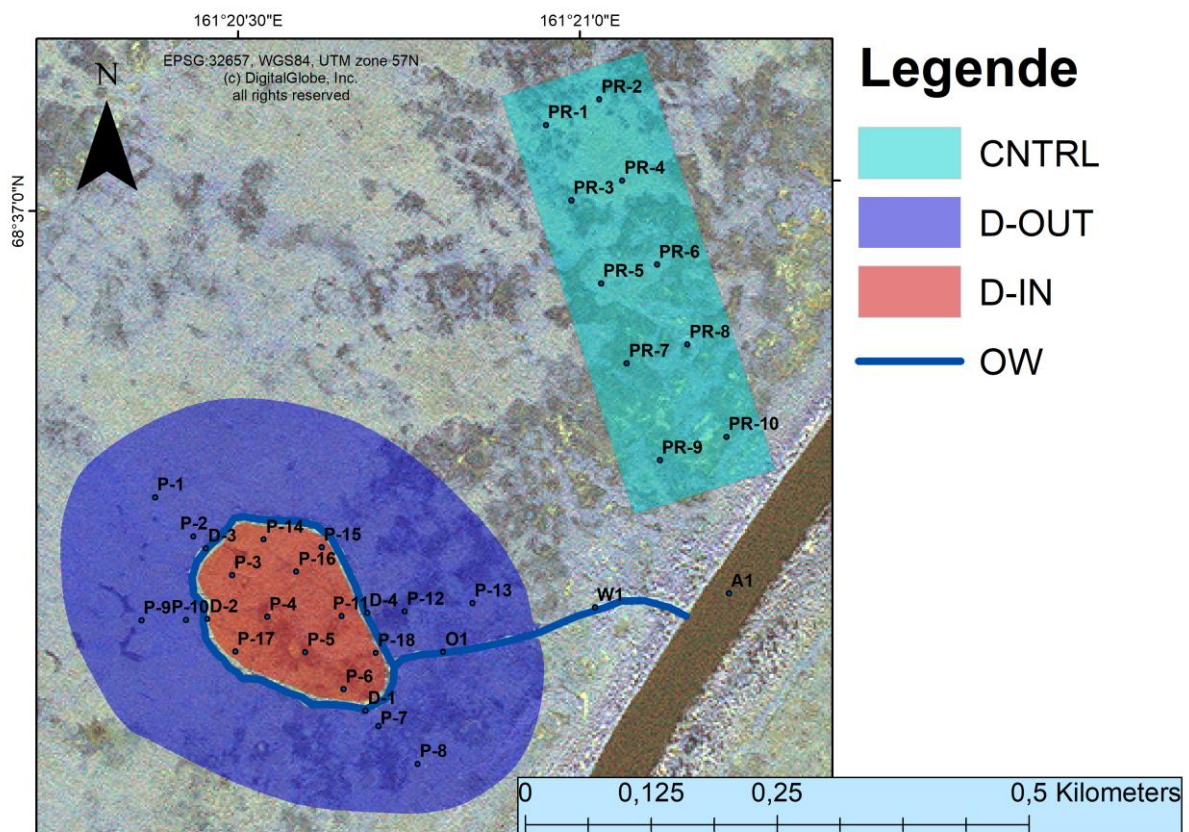 161°20'30"E
161°21'0"E
EPSG:32657, WGS84, UTM zone 57N
(c) DigitalGlobe, Inc.
all rights reserved
N
68°37'0"N
Legende
CNTRL
D-OUT
D-IN
OW
PR-2
PR-1
PR-4
PR-3
PR-6
PR-5
PR-8
PR-7
PR-10
PR-9
P-1
P-2
D-3
P-14
P-15
P-3
P-16
P-9
P-10
D-2
P-4
P-11
D-4
P-12
P-13
W1
A1
P-17
P-5
P-18
O1
P-6
D-1
P-7
P-8
0
0,125
0,25
0,5 Kilometers